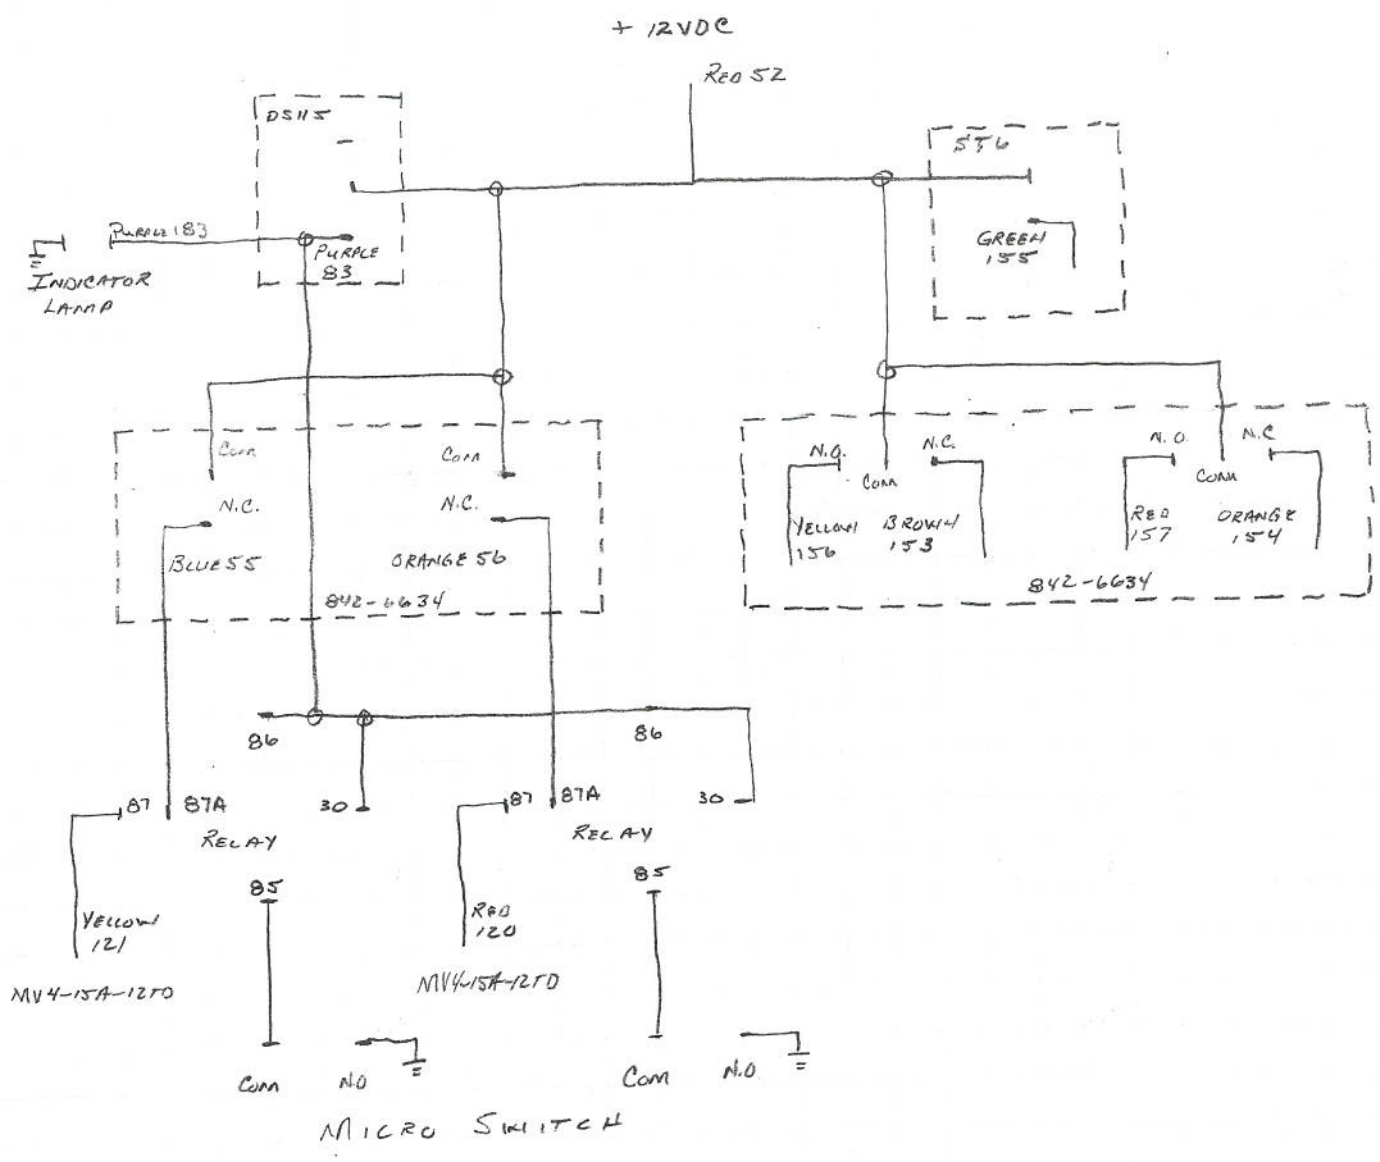 + 12VDC
RED 52
DS115
ST6
PURPLE 183
PURPLE
83
GREEN
155
INDICATOR
LAMP
COM
COM
N.C.
N.C.
BLUE 55
ORANGE 56
842-6634
N.O.
N.C.
COM
YELLOW
156
BROWN
153
N.O.
N.C
COM
RED
157
ORANGE
154
842-6634
86
86
87
87A
30
87
87A
30
RELAY
RELAY
85
85
YELLOW
121
RED
120
MV4-15A-12TD
MV4-15A-12TD
COM
N.O
COM
N.O.
MICRO SWITCH